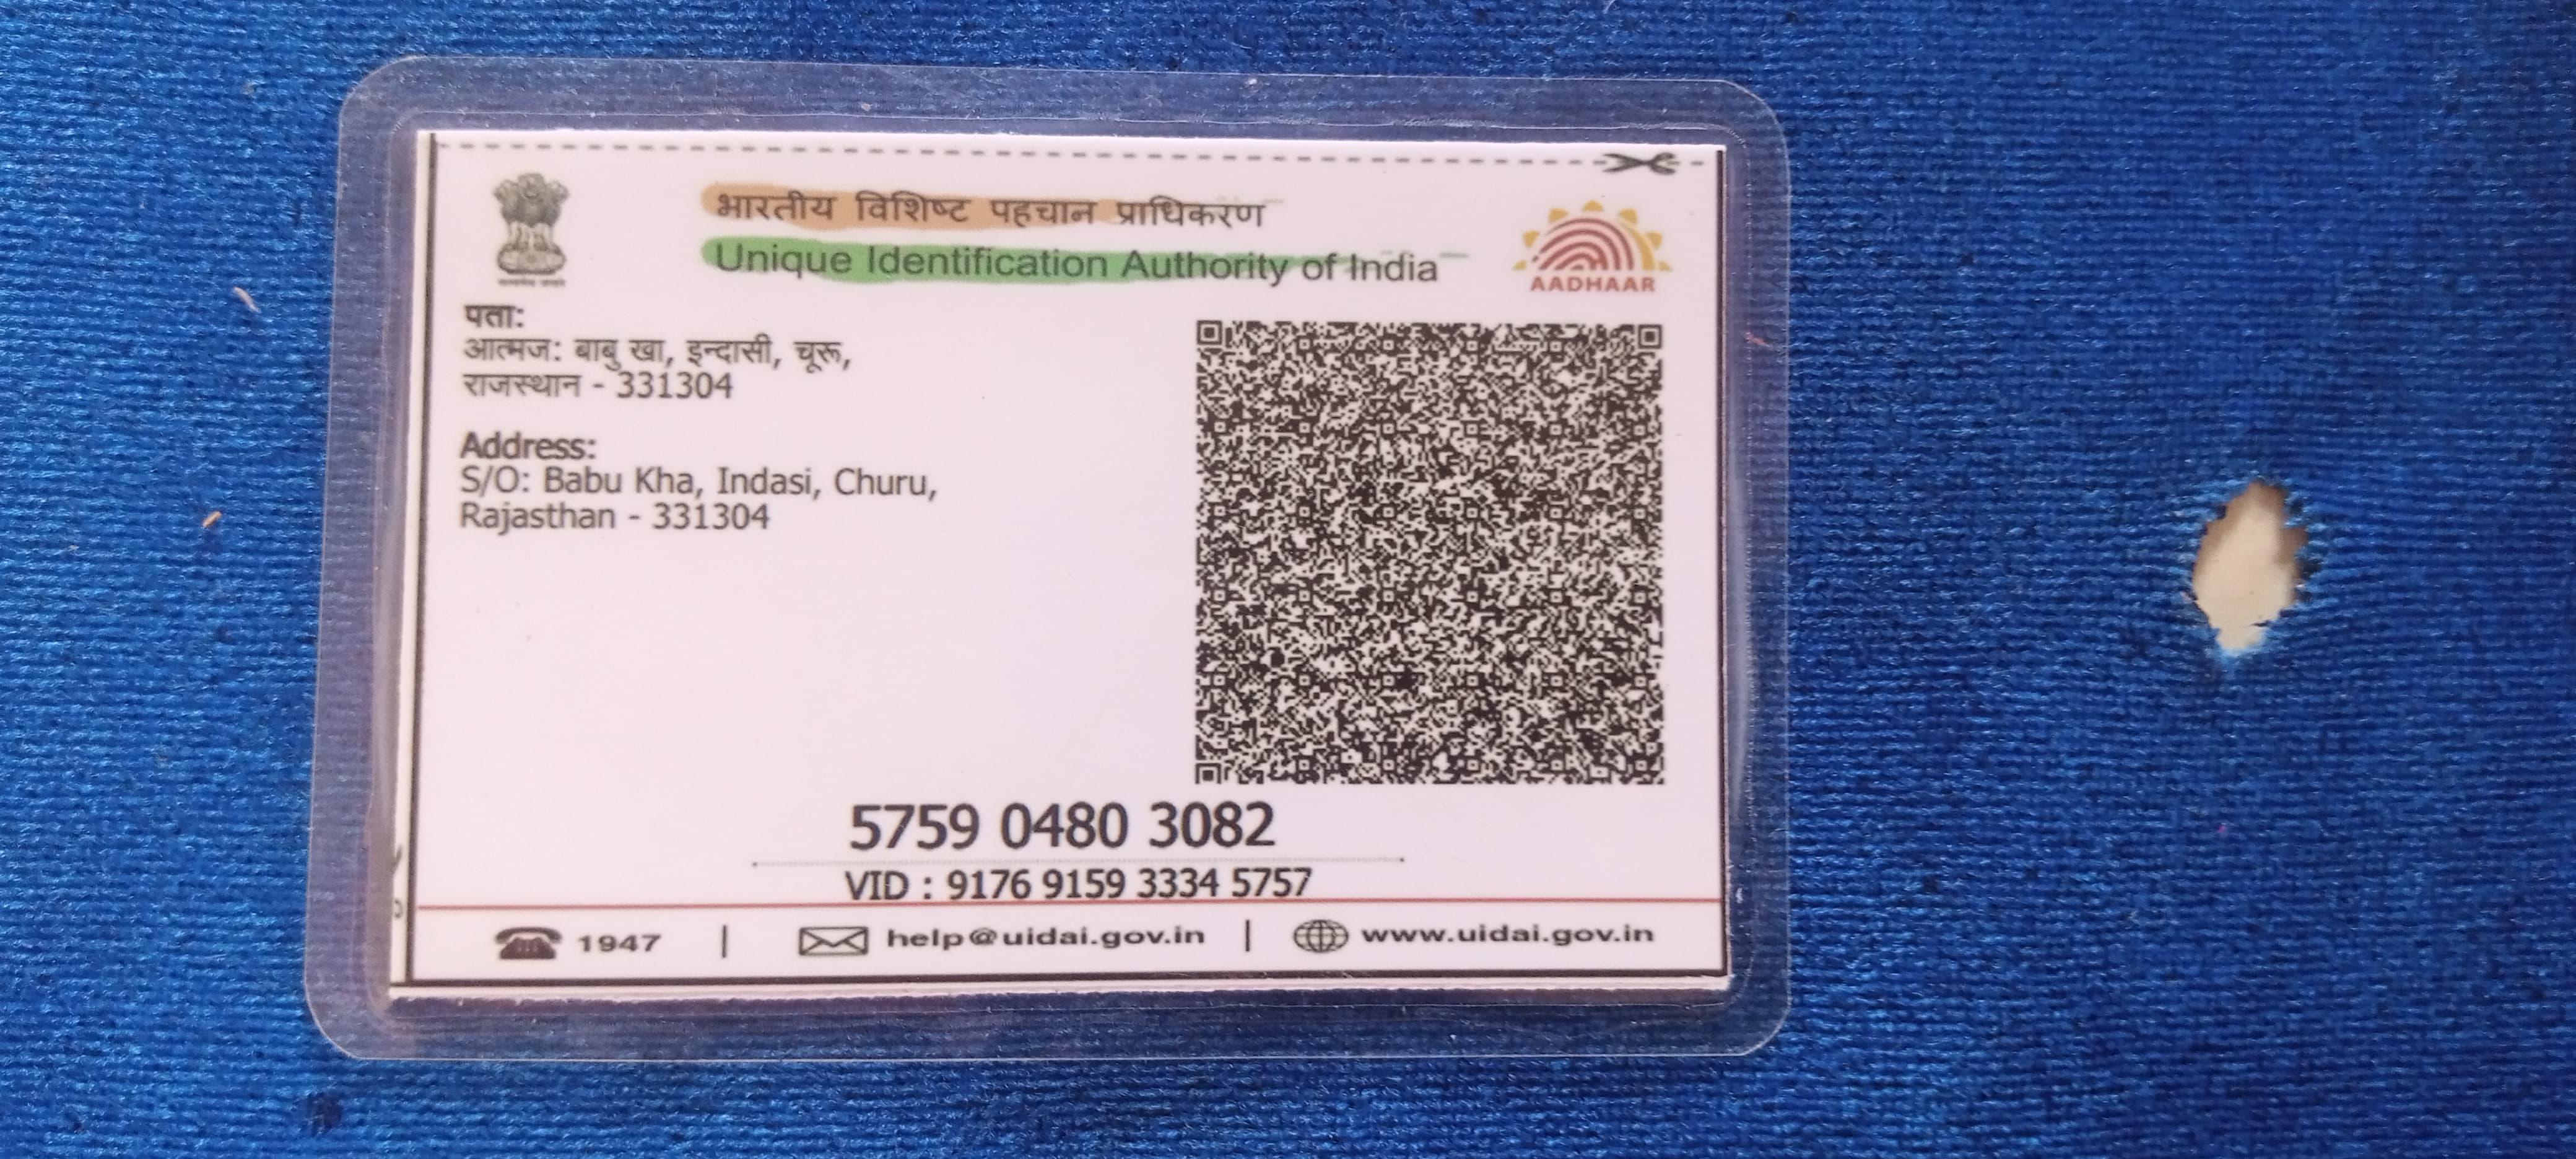 भारतीय विशिष्ट पहचान प्राधिकरण
Unique Identification Authority of India
AADHAAR
पता:
आत्मज: बाबु खा, इन्दासी, चूरू,
राजस्थान - 331304
Address:
S/O: Babu Kha, Indasi, Churu,
Rajasthan - 331304
5759 0480 3082
VID : 9176 9159 3334 5757
1947 | help@uidai.gov.in | www.uidai.gov.in